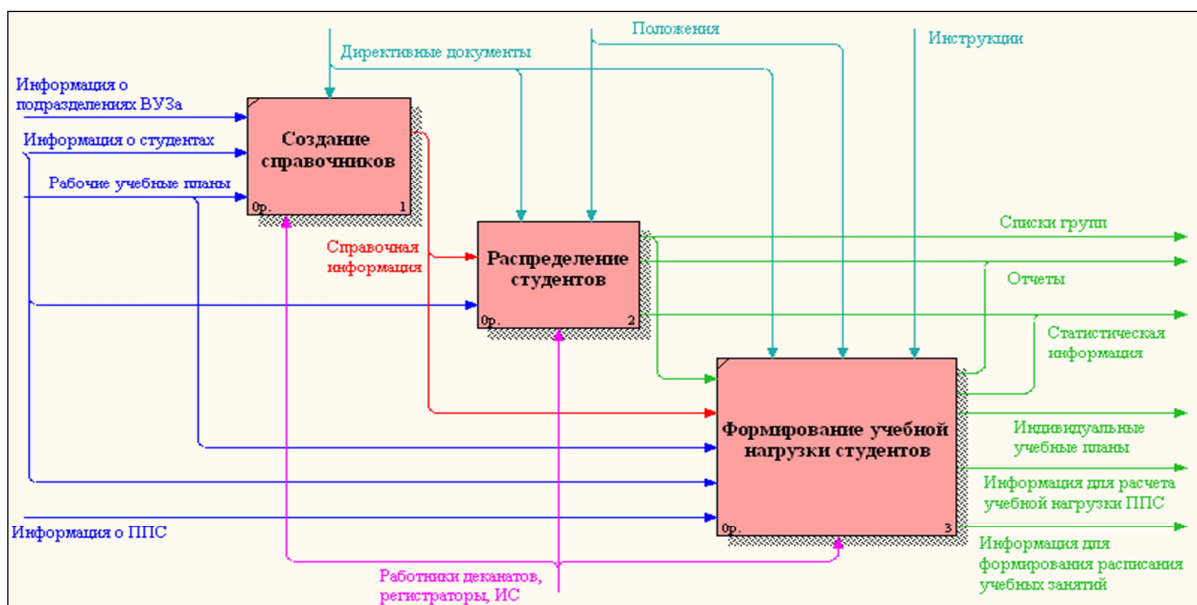 Положения
Инструкции
Директивные документы
Информация о
подразделениях ВУЗа
Информация о студентах
Рабочие учебные планы
Создание
справочников
0р.
1
Справочная
информация
Распределение
студентов
0р.
2
Списки групп
Отчеты
Статистическая
информация
Формирование учебной
нагрузки студентов
0р.
3
Индивидуальные
учебные планы
Информация для расчета
учебной нагрузки ППС
Информация для
формирования расписания
учебных занятий
Информация о ППС
Работники деканатов,
регистраторы, ИС